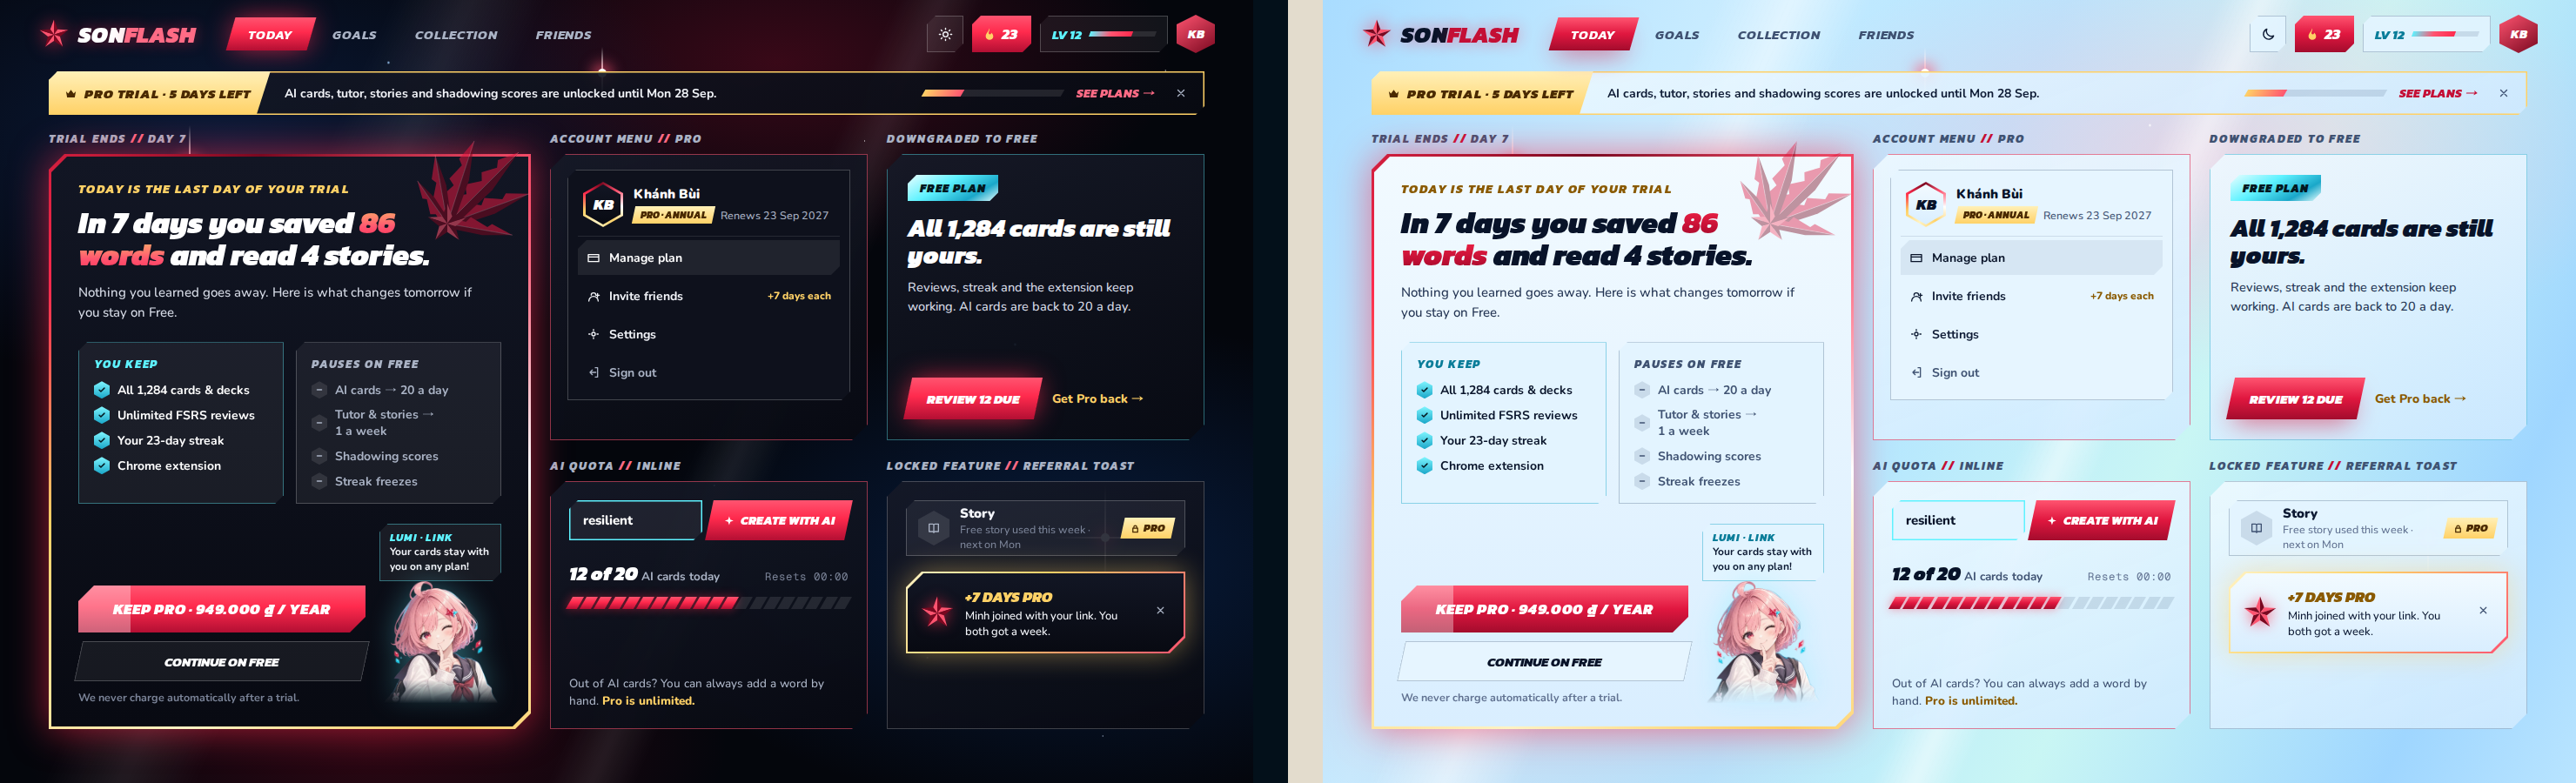 SONFLASH
TODAY
GOALS
COLLECTION
FRIENDS
23
LV 12
KB
PRO TRIAL · 5 DAYS LEFT
AI cards, tutor, stories and shadowing scores are unlocked until Mon 28 Sep.
SEE PLANS →
TRIAL ENDS // DAY 7
TODAY IS THE LAST DAY OF YOUR TRIAL
In 7 days you saved 86
words and read 4 stories.
Nothing you learned goes away. Here is what changes tomorrow if
you stay on Free.
YOU KEEP
All 1,284 cards & decks
Unlimited FSRS reviews
Your 23-day streak
Chrome extension
PAUSES ON FREE
AI cards → 20 a day
Tutor & stories →
1 a week
Shadowing scores
Streak freezes
LUMI · LINK
Your cards stay with
you on any plan!
KEEP PRO · 949.000 ₫ / YEAR
CONTINUE ON FREE
We never charge automatically after a trial.
ACCOUNT MENU // PRO
KB
Khánh Bùi
PRO · ANNUAL
Renews 23 Sep 2027
Manage plan
Invite friends
+7 days each
Settings
Sign out
DOWNGRADED TO FREE
FREE PLAN
All 1,284 cards are still
yours.
Reviews, streak and the extension keep
working. AI cards are back to 20 a day.
REVIEW 12 DUE
Get Pro back →
AI QUOTA // INLINE
resilient
CREATE WITH AI
12 of 20 AI cards today
Resets 00:00
Out of AI cards? You can always add a word by
hand. Pro is unlimited.
LOCKED FEATURE // REFERRAL TOAST
Story
Free story used this week ·
next on Mon
PRO
+7 DAYS PRO
Minh joined with your link. You
both got a week.
SONFLASH
TODAY
GOALS
COLLECTION
FRIENDS
23
LV 12
KB
PRO TRIAL · 5 DAYS LEFT
AI cards, tutor, stories and shadowing scores are unlocked until Mon 28 Sep.
SEE PLANS →
TRIAL ENDS // DAY 7
TODAY IS THE LAST DAY OF YOUR TRIAL
In 7 days you saved 86
words and read 4 stories.
Nothing you learned goes away. Here is what changes tomorrow if
you stay on Free.
YOU KEEP
All 1,284 cards & decks
Unlimited FSRS reviews
Your 23-day streak
Chrome extension
PAUSES ON FREE
AI cards → 20 a day
Tutor & stories →
1 a week
Shadowing scores
Streak freezes
LUMI · LINK
Your cards stay with
you on any plan!
KEEP PRO · 949.000 ₫ / YEAR
CONTINUE ON FREE
We never charge automatically after a trial.
ACCOUNT MENU // PRO
KB
Khánh Bùi
PRO · ANNUAL
Renews 23 Sep 2027
Manage plan
Invite friends
+7 days each
Settings
Sign out
DOWNGRADED TO FREE
FREE PLAN
All 1,284 cards are still
yours.
Reviews, streak and the extension keep
working. AI cards are back to 20 a day.
REVIEW 12 DUE
Get Pro back →
AI QUOTA // INLINE
resilient
CREATE WITH AI
12 of 20 AI cards today
Resets 00:00
Out of AI cards? You can always add a word by
hand. Pro is unlimited.
LOCKED FEATURE // REFERRAL TOAST
Story
Free story used this week ·
next on Mon
PRO
+7 DAYS PRO
Minh joined with your link. You
both got a week.